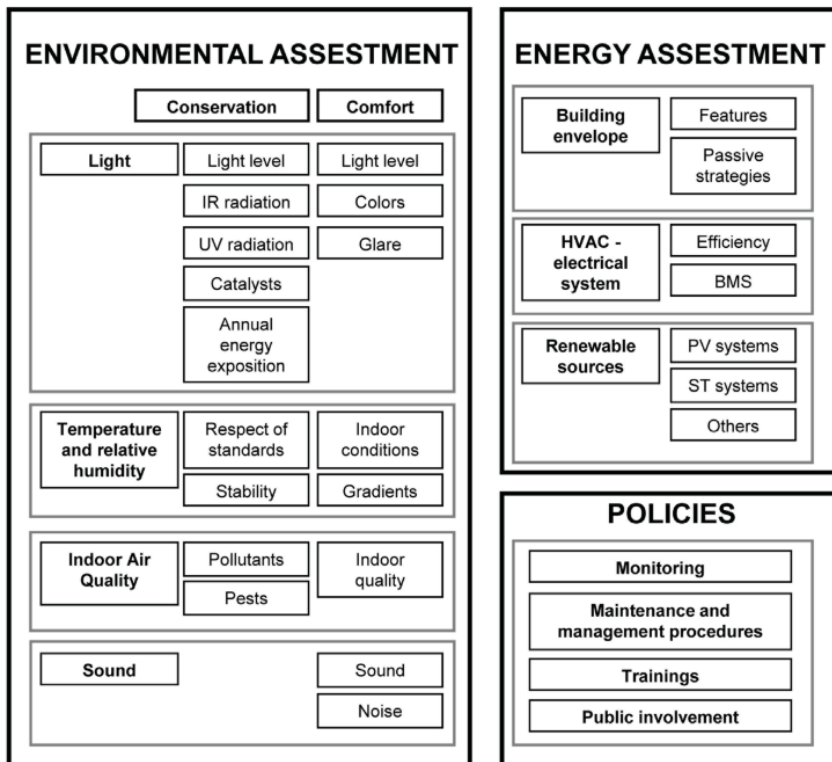 ENVIRONMENTAL ASSESTMENT
Conservation
Comfort
Light
Light level
Light level
IR radiation
Colors
UV radiation
Glare
Catalysts
Annual
energy
exposition
Temperature
and relative
humidity
Respect of
standards
Indoor
conditions
Stability
Gradients
Indoor Air
Quality
Pollutants
Indoor
quality
Pests
Sound
Sound
Noise
ENERGY ASSESTMENT
Building
envelope
Features
Passive
strategies
HVAC -
electrical
system
Efficiency
BMS
Renewable
sources
PV systems
ST systems
Others
POLICIES
Monitoring
Maintenance and
management procedures
Trainings
Public involvement